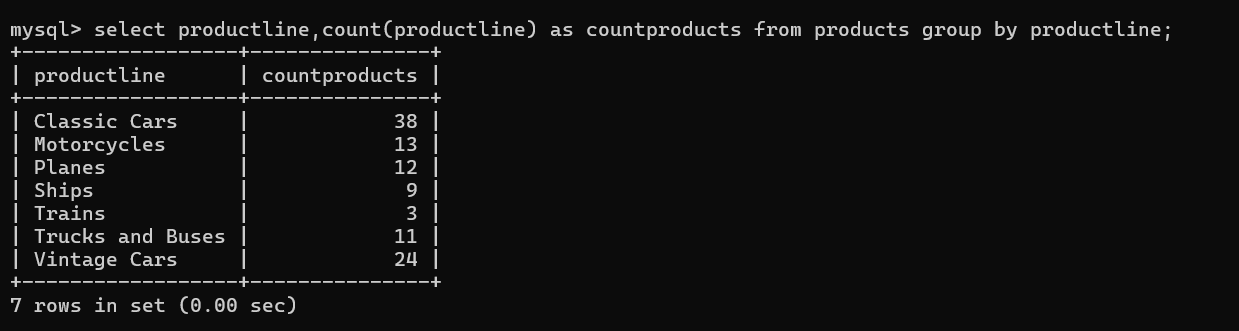 mysql> select productline,count(productline) as countproducts from products group by productline;
+------------------+---------------+
| productline      | countproducts |
+------------------+---------------+
| Classic Cars     |            38 |
| Motorcycles      |            13 |
| Planes           |            12 |
| Ships            |             9 |
| Trains           |             3 |
| Trucks and Buses |            11 |
| Vintage Cars     |            24 |
+------------------+---------------+
7 rows in set (0.00 sec)